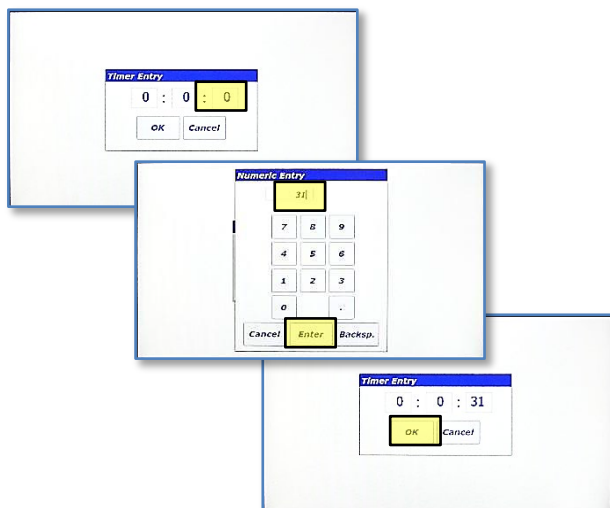 Timer Entry
0 : 0 : 0
OK Cancel
Numeric Entry
31
7 8 9
4 5 6
1 2 3
0 .
Cancel Enter Backsp.
Timer Entry
0 : 0 : 31
OK Cancel